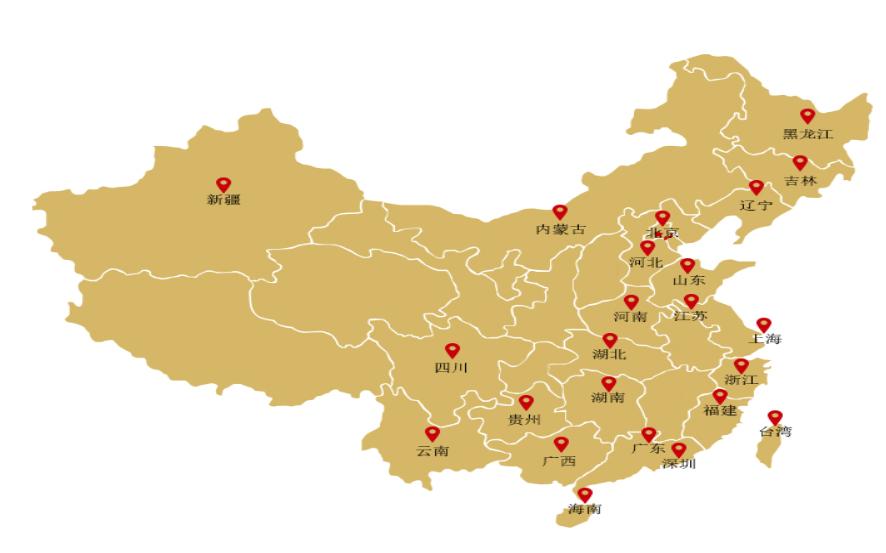 黑龙江
吉林
新疆
辽宁
内蒙古
北京
河北
山东
河南
江苏
上海
湖北
四川
浙江
湖南
福建
贵州
台湾
云南
广东
广西
深圳
海南